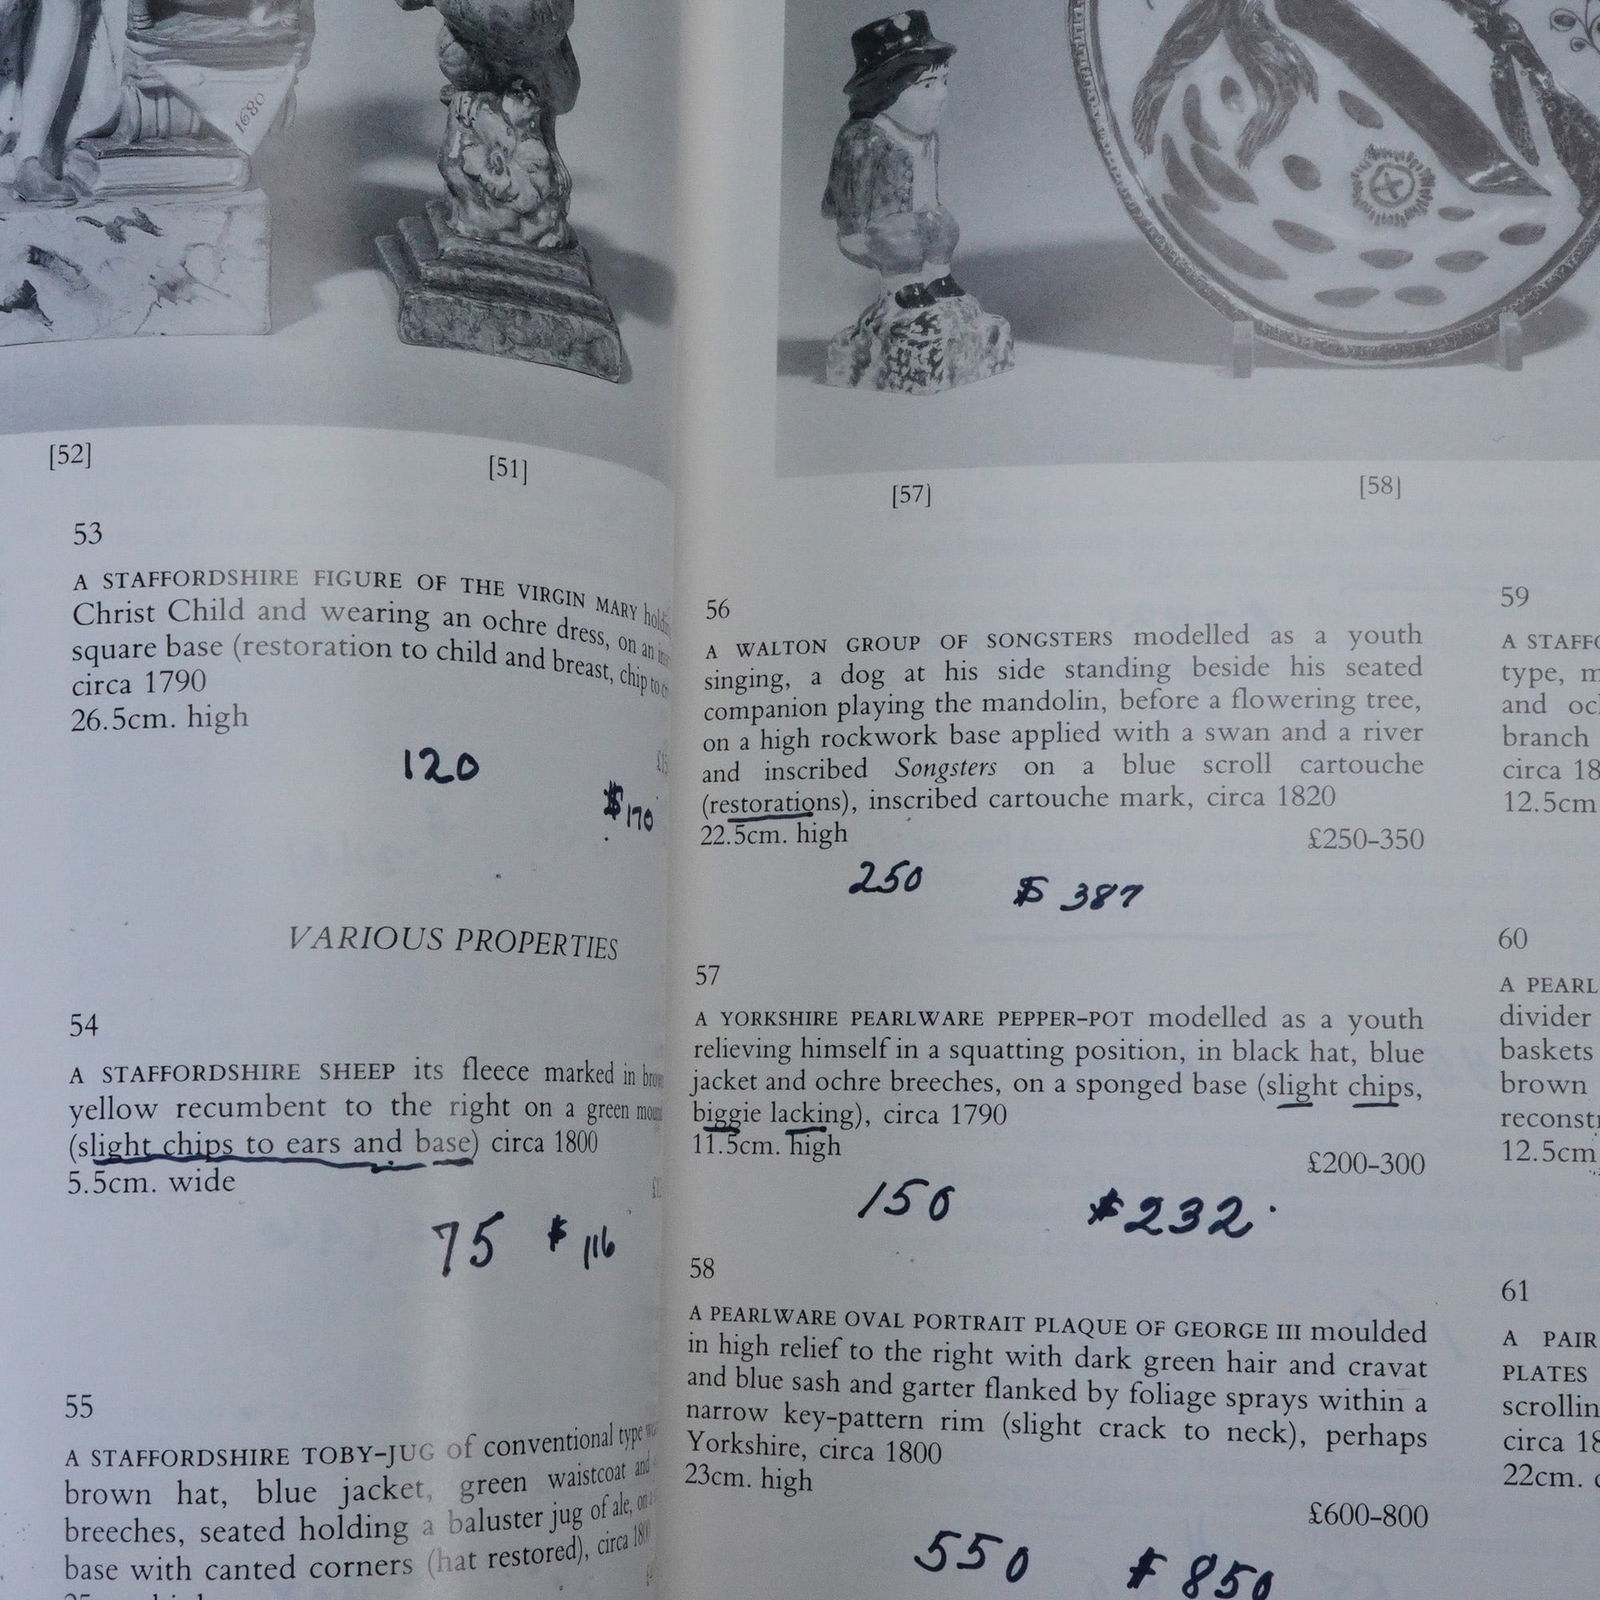 1680
[52]
[51]
53
A STAFFORDSHIRE FIGURE OF THE VIRGIN MARY
Christ Child and wearing an ochre dress, on an
square base (restoration to child and breast, chip to
circa 1790
26.5cm. high
120
$170
VARIOUS PROPERTIES
54
A STAFFORDSHIRE SHEEP its fleece marked in
yellow recumbent to the right on a green
(slight chips to ears and base) circa 1800
5.5cm. wide
75 $116
55
A STAFFORDSHIRE TOBY-JUG of conventional type
brown hat, blue jacket, green waistcoat and
breeches, seated holding a baluster jug of ale,
base with canted corners (hat restored), circa
[57]
[58]
56
A WALTON GROUP OF SONGSTERS modelled as a youth
singing, a dog at his side standing beside his seated
companion playing the mandolin, before a flowering tree,
on a high rockwork base applied with a swan and a river
and inscribed Songsters on a blue scroll cartouche
(restorations), inscribed cartouche mark, circa 1820
22.5cm. high
£250-350
250 $ 387
57
A YORKSHIRE PEARLWARE PEPPER-POT modelled as a youth
relieving himself in a squatting position, in black hat, blue
jacket and ochre breeches, on a sponged base (slight chips,
biggie lacking), circa 1790
11.5cm. high
£200-300
150 $232
58
A PEARLWARE OVAL PORTRAIT PLAQUE OF GEORGE III moulded
in high relief to the right with dark green hair and cravat
and blue sash and garter flanked by foliage sprays within a
narrow key-pattern rim (slight crack to neck), perhaps
Yorkshire, circa 1800
23cm. high
£600-800
550 $ 850
59
A
type,
and
branch
circa
12.5cm
60
A
divider
baskets
brown
12.5cm
61
A PAIR
PLATES
circa
22cm.